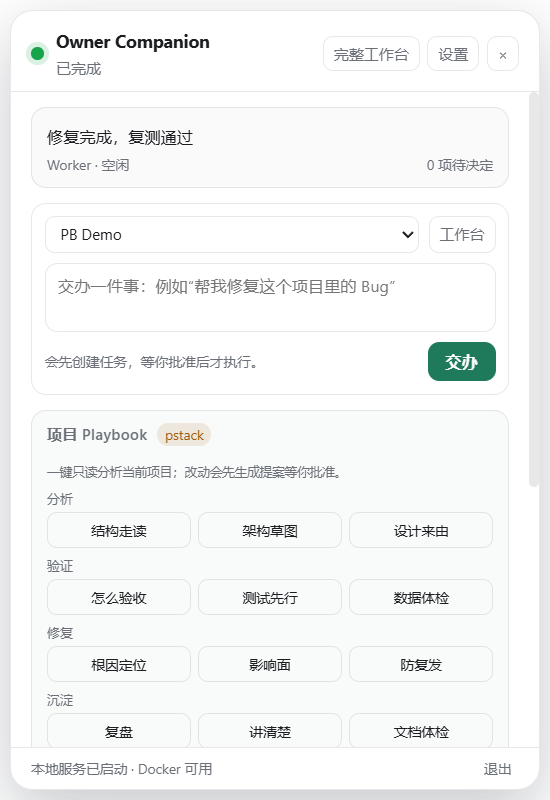 Owner Companion
已完成
完整工作台 设置 ×
修复完成，复测通过
Worker · 空闲 0 项待决定
PB Demo 工作台
交办一件事：例如“帮我修复这个项目里的 Bug”
会先创建任务，等你批准后才执行。 交办
项目 Playbook pstack
一键只读分析当前项目；改动会先生成提案等你批准。
分析
结构走读 架构草图 设计来由
验证
怎么验收 测试先行 数据体检
修复
根因定位 影响面 防复发
沉淀
复盘 讲清楚 文档体检
本地服务已启动 · Docker 可用 退出